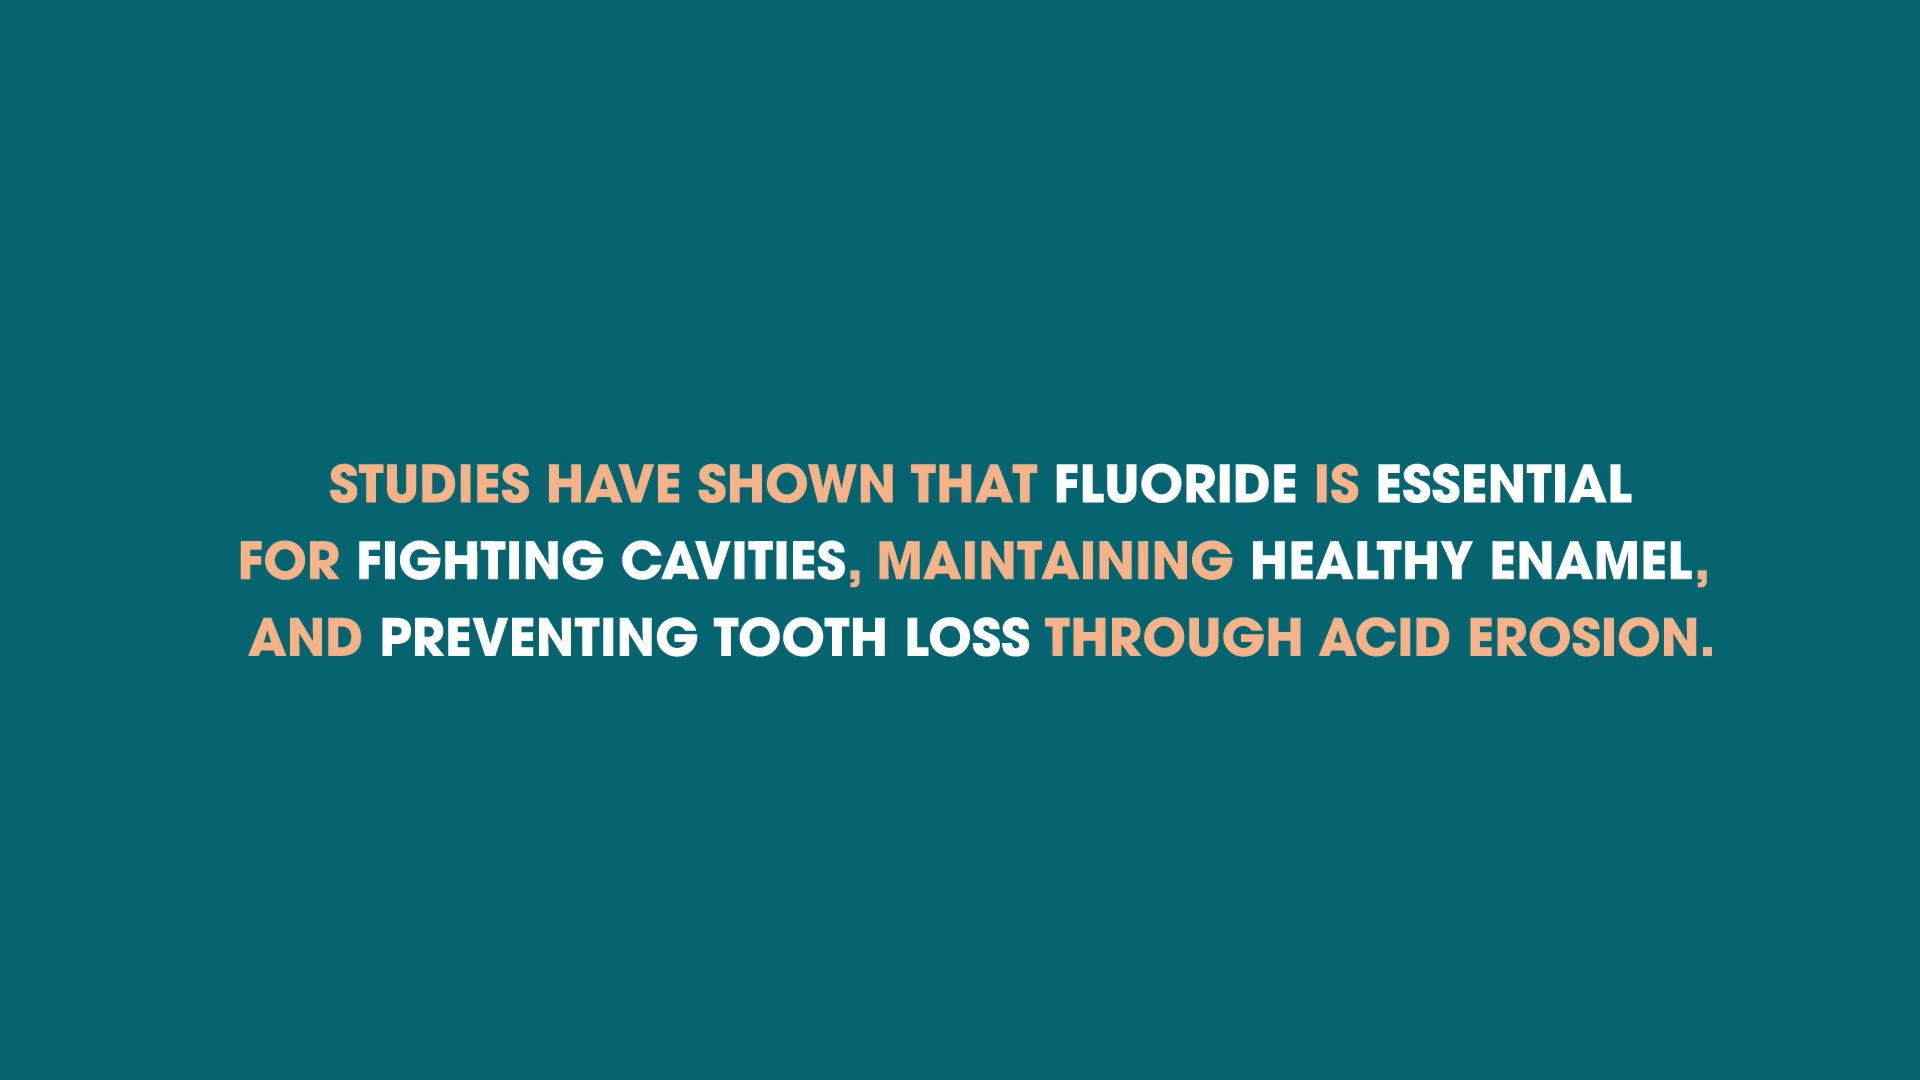 STUDIES HAVE SHOWN THAT FLUORIDE IS ESSENTIAL
FOR FIGHTING CAVITIES, MAINTAINING HEALTHY ENAMEL,
AND PREVENTING TOOTH LOSS THROUGH ACID EROSION.